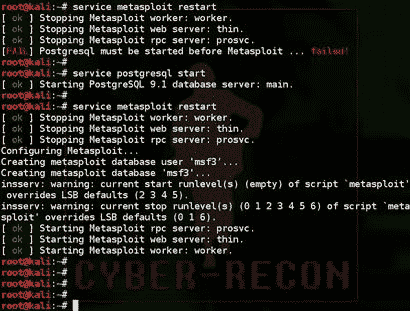 root@kali:~# service metasploit restart
[ ok ] Stopping Metasploit worker: worker.
[ ok ] Stopping Metasploit web server: thin.
[ ok ] Stopping Metasploit rpc server: prosvc.
[FAIL] Postgresql must be started before Metasploit ... failed!
root@kali:~#
root@kali:~# service postgresql start
[ ok ] Starting PostgreSQL 9.1 database server: main.
root@kali:~# service metasploit restart
[ ok ] Stopping Metasploit worker: worker.
[ ok ] Stopping Metasploit web server: thin.
[ ok ] Stopping Metasploit rpc server: prosvc.
Configuring Metasploit...
Creating metasploit database user 'msf3'...
Creating metasploit database 'msf3'...
insserv: warning: current start runlevel(s) (empty) of script `metasploit'
overrides LSB defaults (2 3 4 5).
insserv: warning: current stop runlevel(s) (0 1 2 3 4 5 6) of script `meta
sploit' overrides LSB defaults (0 1 6).
[ ok ] Starting Metasploit rpc server: prosvc.
[ ok ] Starting Metasploit web server: thin.
[ ok ] Starting Metasploit worker: worker.
root@kali:~#
root@kali:~#
root@kali:~#
root@kali:~#
CYBER-RECON